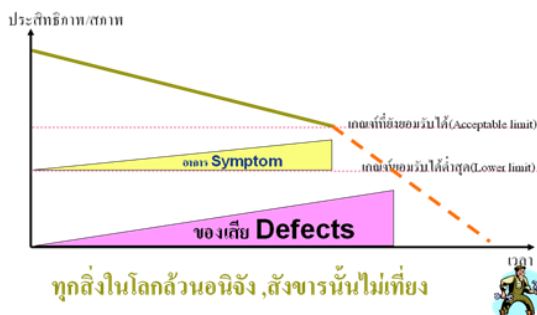 ประสิทธิภาพ/สภาพ
เกณฑ์ที่ยังยอมรับได้(Acceptable limit)
อาการ Symptom
เกณฑ์ยอมรับได้ต่ำสุด(Lower limit)
ของเสีย Defects
เวลา
ทุกสิ่งในโลกล้วนอนิจัง ,สังขารนั้นไม่เที่ยง